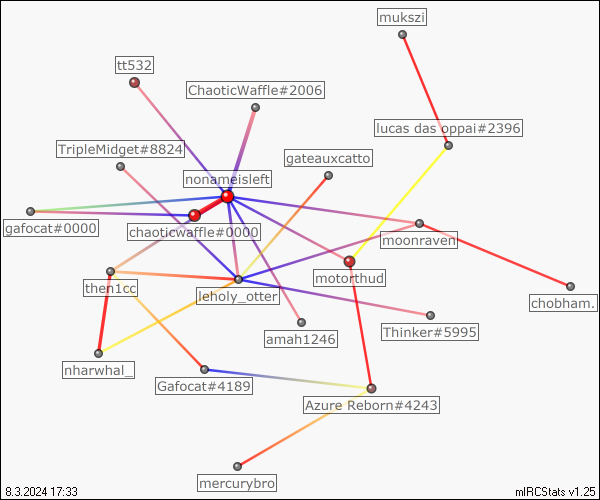 mukszi
tt532
ChaoticWaffle#2006
lucas das oppai#2396
TripleMidget#8824
gateauxcatto
nonameisleft
gafocat#0000
chaoticwaffle#0000
moonraven
motorthud
then1cc
leholy_otter
chobham.
amah1246
Thinker#5995
nharwhal_
Gafocat#4189
Azure Reborn#4243
mercurybro
8.3.2024 17:33
mIRCStats v1.25